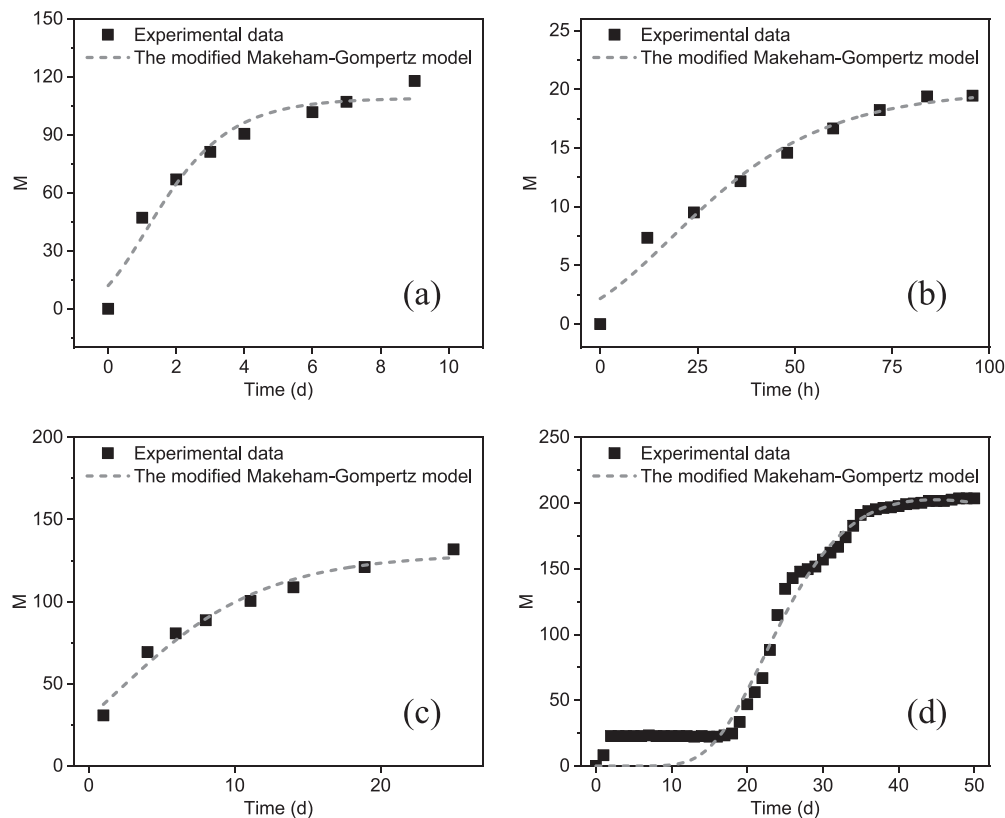 150
120
90
60
30
0
M
Experimental data
The modified Makeham-Gompertz model
(a)
0 2 4 6 8 10
Time (d)
25
20
15
10
5
0
M
Experimental data
The modified Makeham-Gompertz model
(b)
0 25 50 75 100
Time (h)
200
150
100
50
0
M
Experimental data
The modified Makeham-Gompertz model
(c)
0 10 20
Time (d)
250
200
150
100
50
0
M
Experimental data
The modified Makeham-Gompertz model
(d)
0 10 20 30 40 50
Time (d)